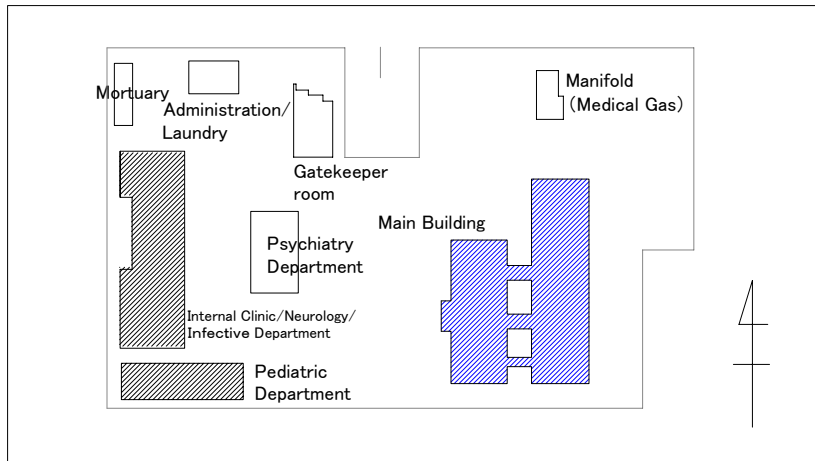 Mortuary
Administration/
Laundry
Gatekeeper
room
Manifold
(Medical Gas)
Main Building
Psychiatry
Department
Internal Clinic/Neurology/
Infective Department
Pediatric
Department